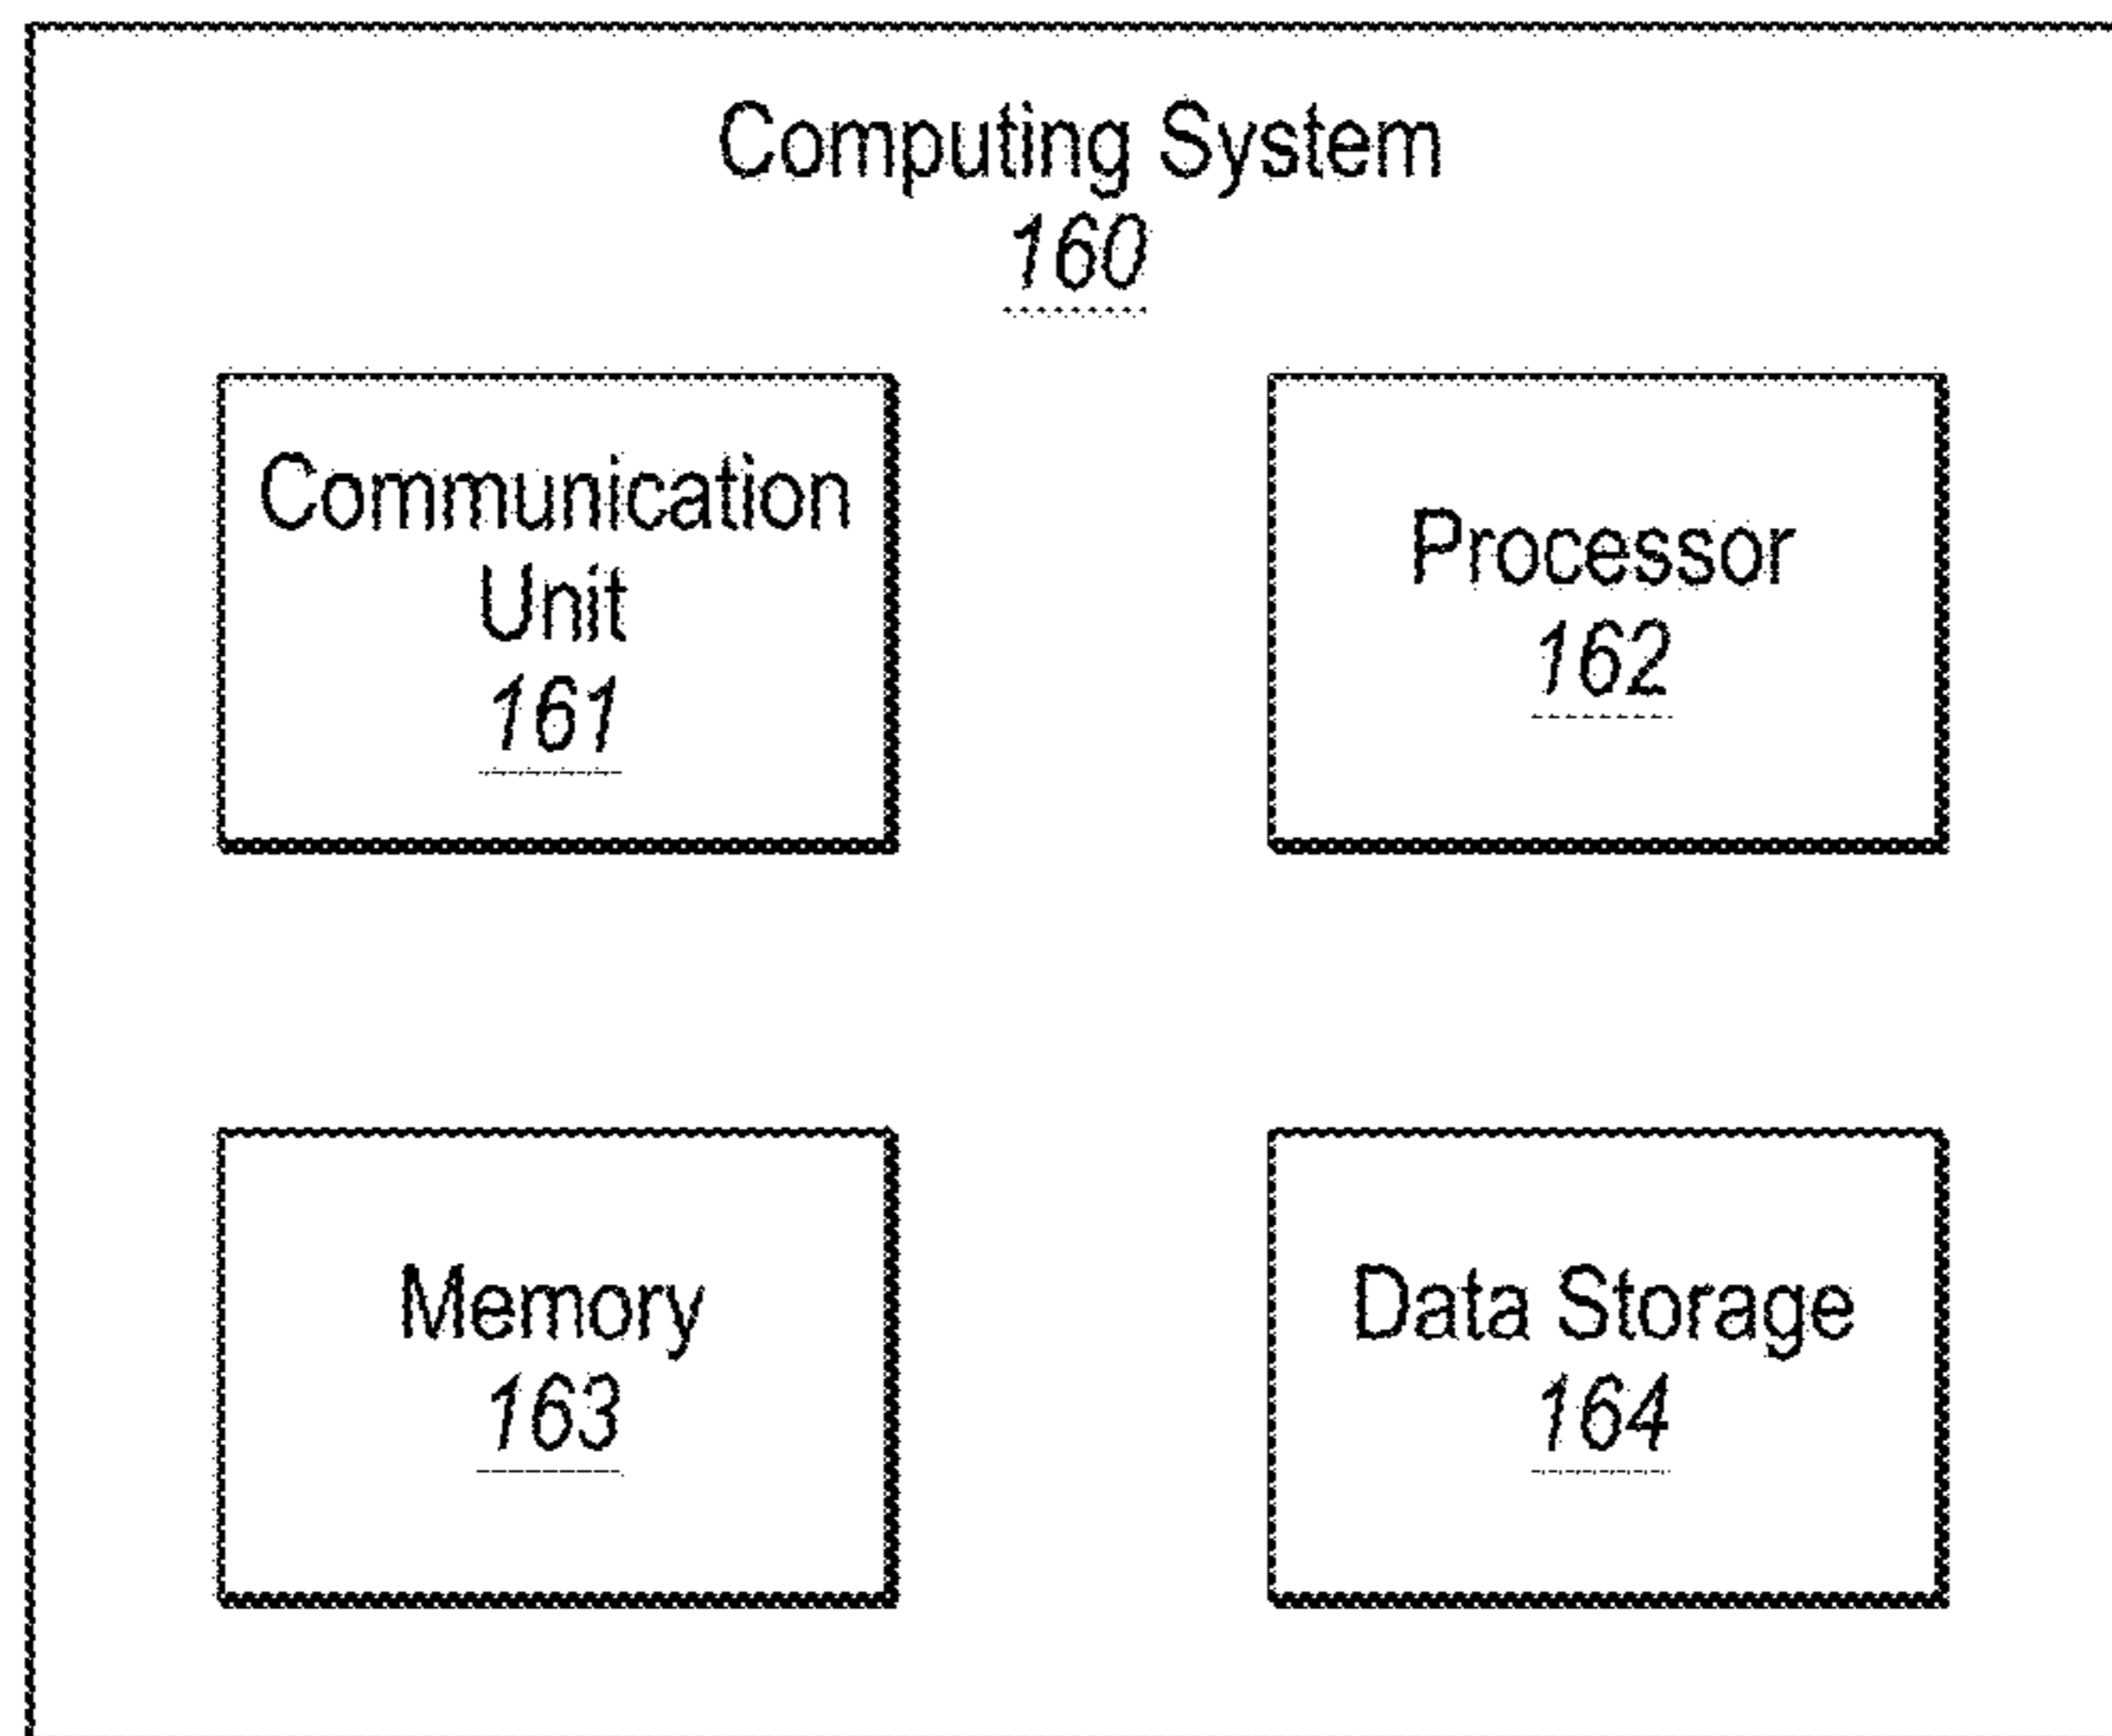 Computing System
160
Communication
Unit
161
Processor
162
Memory
163
Data Storage
164